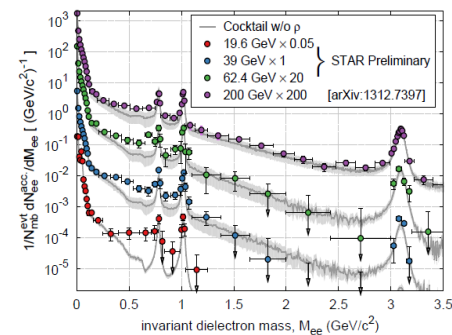 10³
10²
10
1
10⁻¹
10⁻²
10⁻³
10⁻⁴
10⁻⁵
1/N^evt_mb dN^acc._ee/dM_ee [ (GeV/c²)⁻¹ ]
Cocktail w/o ρ
19.6 GeV × 0.05
39 GeV × 1
62.4 GeV × 20
200 GeV × 200
STAR Preliminary
[arXiv:1312.7397]
0 0.5 1 1.5 2 2.5 3 3.5
invariant dielectron mass, M_ee (GeV/c²)